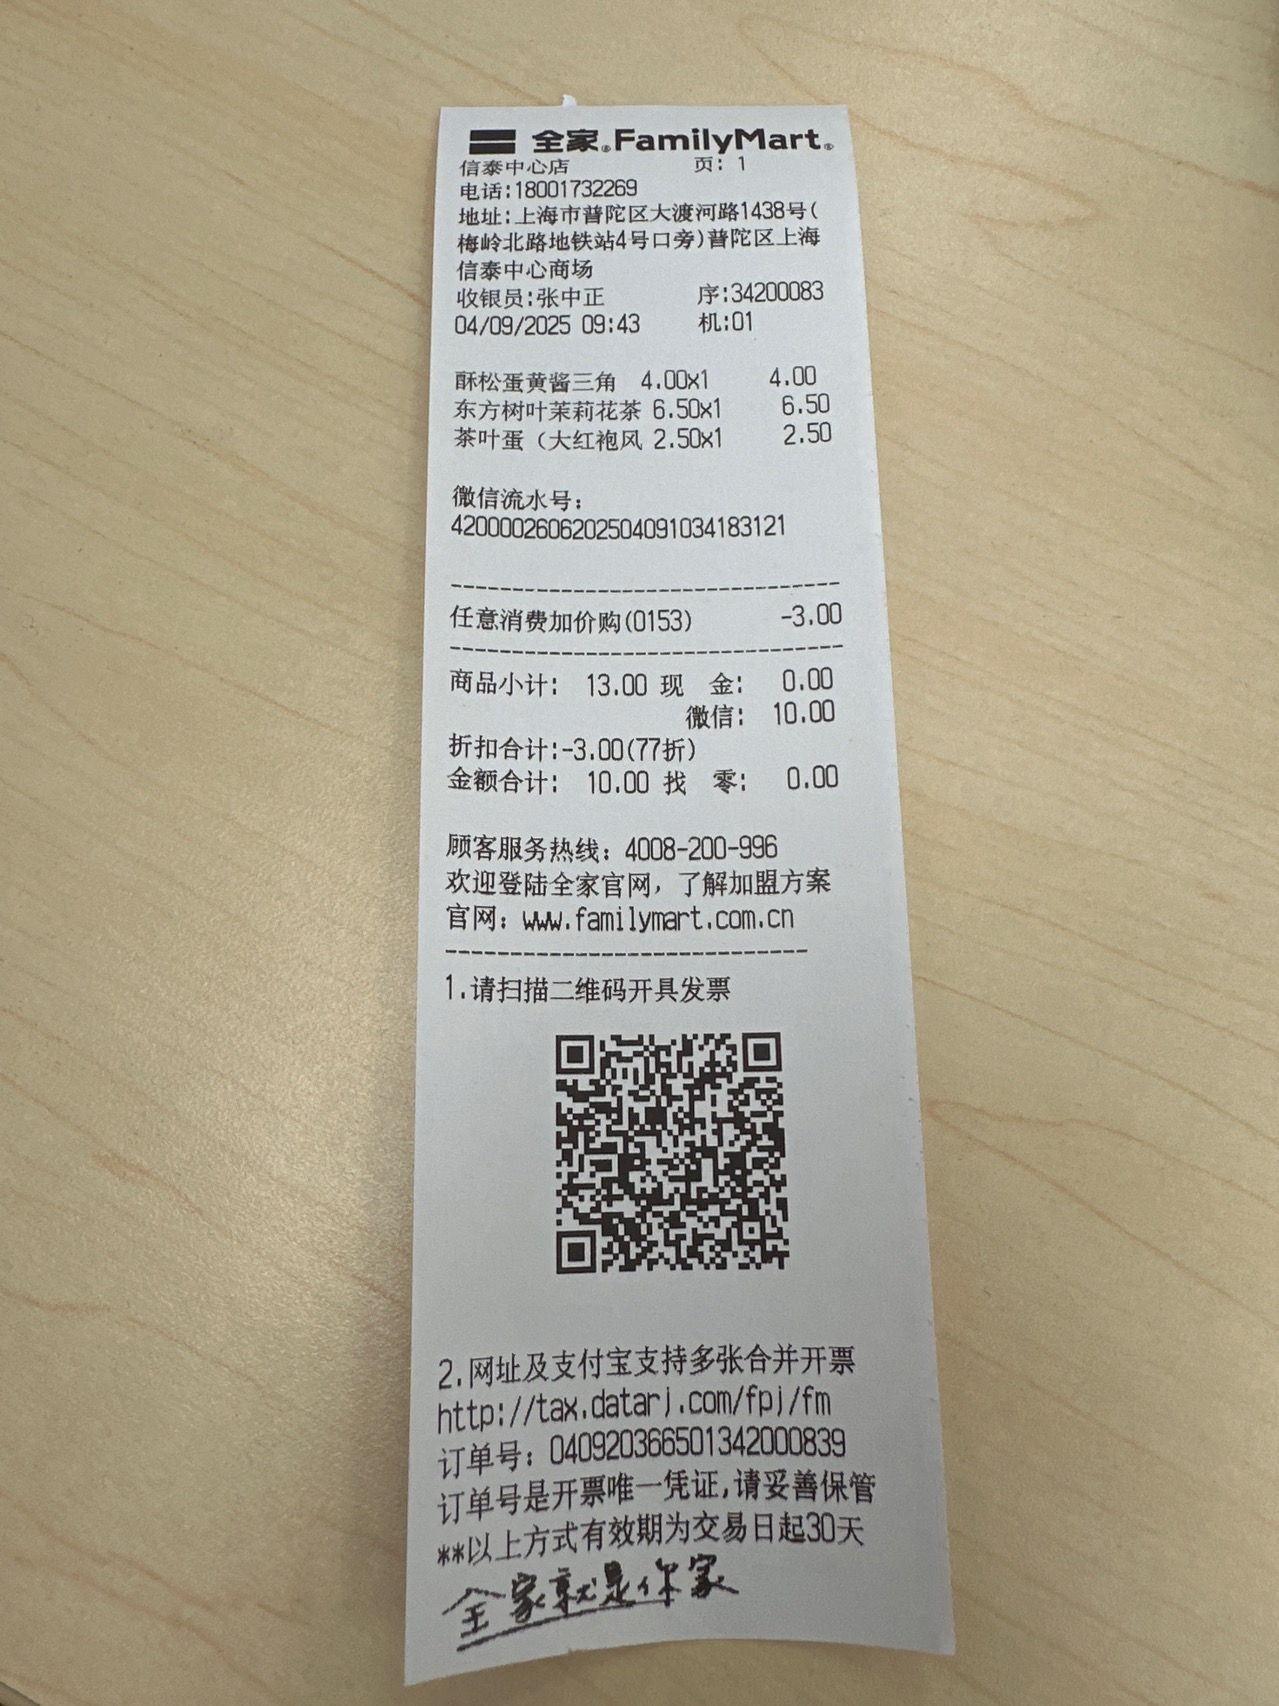 全家®FamilyMart®
信泰中心店 页: 1
电话:18001732269
地址:上海市普陀区大渡河路1438号(
梅岭北路地铁站4号口旁)普陀区上海
信泰中心商场
收银员:张中正 序:34200083
04/09/2025 09:43 机:01
酥松蛋黄酱三角 4.00x1 4.00
东方树叶茉莉花茶 6.50x1 6.50
茶叶蛋（大红袍风 2.50x1 2.50
微信流水号:
4200002606202504091034183121
------------------------------
任意消费加价购(0153) -3.00
------------------------------
商品小计: 13.00 现 金: 0.00
微信: 10.00
折扣合计:-3.00(77折)
金额合计: 10.00 找 零: 0.00
顾客服务热线: 4008-200-996
欢迎登陆全家官网，了解加盟方案
官网: www.familymart.com.cn
----------------------------
1.请扫描二维码开具发票
2.网址及支付宝支持多张合并开票
http://tax.datarj.com/fpj/fm
订单号: 0409203665013420​00839
订单号是开票唯一凭证,请妥善保管
**以上方式有效期为交易日起30天
全家就是你家